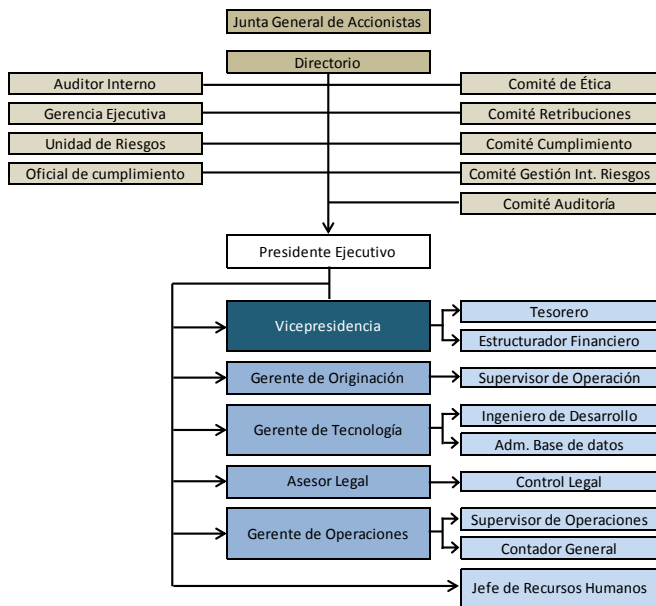 Junta General de Accionistas
Directorio
Auditor Interno
Comité de Ética
Gerencia Ejecutiva
Comité Retribuciones
Unidad de Riesgos
Comité Cumplimiento
Oficial de cumplimiento
Comité Gestión Int. Riesgos
Comité Auditoría
Presidente Ejecutivo
Vicepresidencia
Tesorero
Estructurador Financiero
Gerente de Originación
Supervisor de Operación
Gerente de Tecnología
Ingeniero de Desarrollo
Adm. Base de datos
Asesor Legal
Control Legal
Gerente de Operaciones
Supervisor de Operaciones
Contador General
Jefe de Recursos Humanos